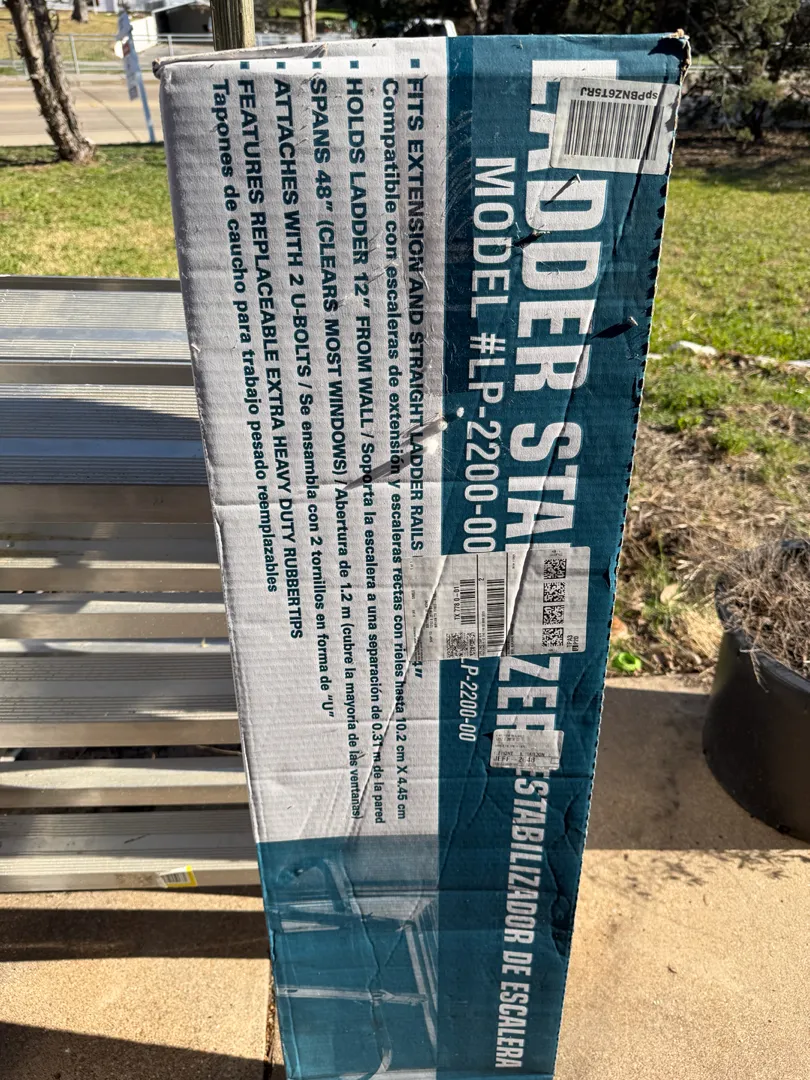 LADDER STA ZER ESTABILIZADOR DE ESCALERA
MODEL #LP-2200-00 LP-2200-00
▪ FITS EXTENSION AND STRAIGHT LADDER RAILS 4"
Compatible con escaleras de extensión y escaleras rectas con rieles hasta 10.2 cm X 4.45 cm
▪ HOLDS LADDER 12" FROM WALL / Soporta la escalera a una separación de 0.31 m de la pared
▪ SPANS 48" (CLEARS MOST WINDOWS) / Abertura de 1.2 m (cubre la mayoría de las ventanas)
▪ ATTACHES WITH 2 U-BOLTS / Se ensambla con 2 tornillos en forma de "U"
▪ FEATURES REPLACEABLE EXTRA HEAVY DUTY RUBBER TIPS
Tapones de caucho para trabajo pesado reemplazables
spPBNZ6T5RJ